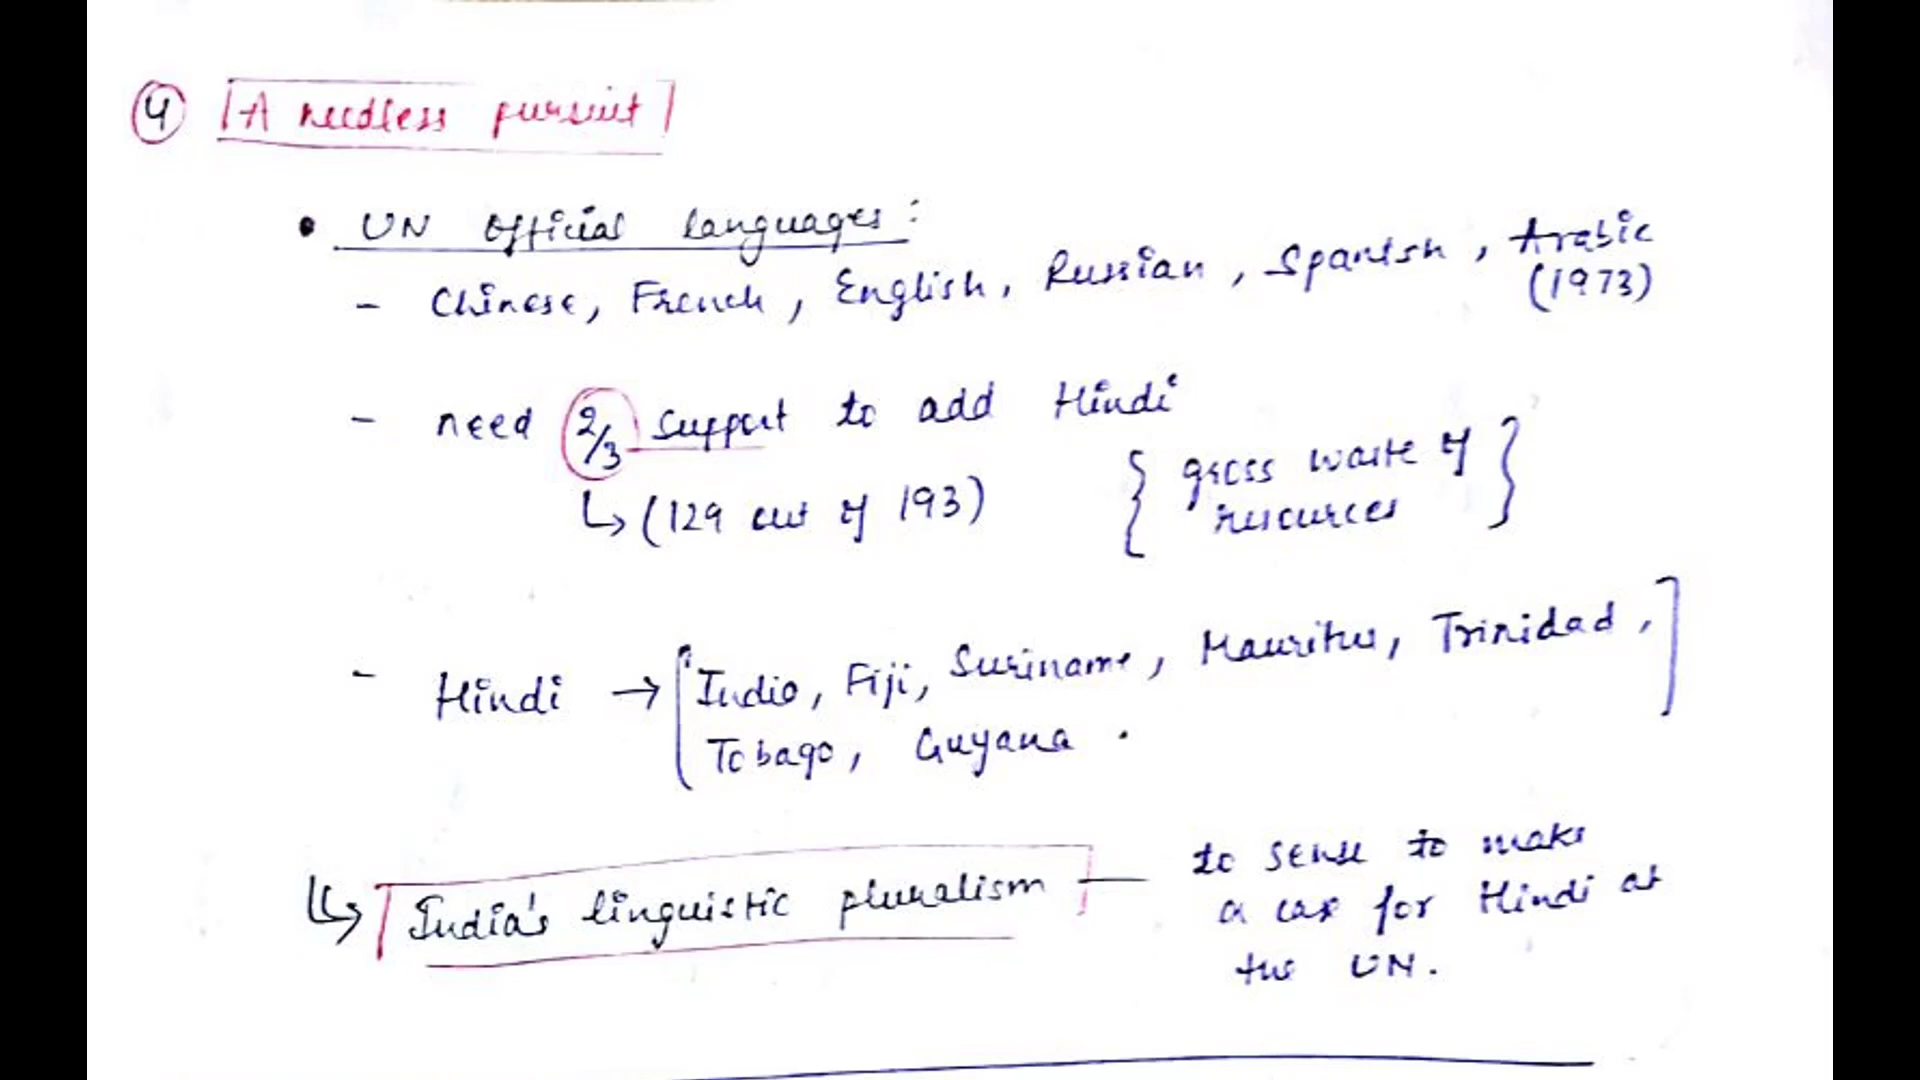 4 A needless pursuit
• UN official languages:
- Chinese, French, English, Russian, Spanish, Arabic
(1973)
- need 2/3 support to add Hindi
↳ (129 out of 193) { gross waste of
resources }
- Hindi → [India, Fiji, Suriname, Mauritus, Trinidad,
Tobago, Guyana.]
↳ India's linguistic pluralism — to sense to make
a case for Hindi at
the UN.